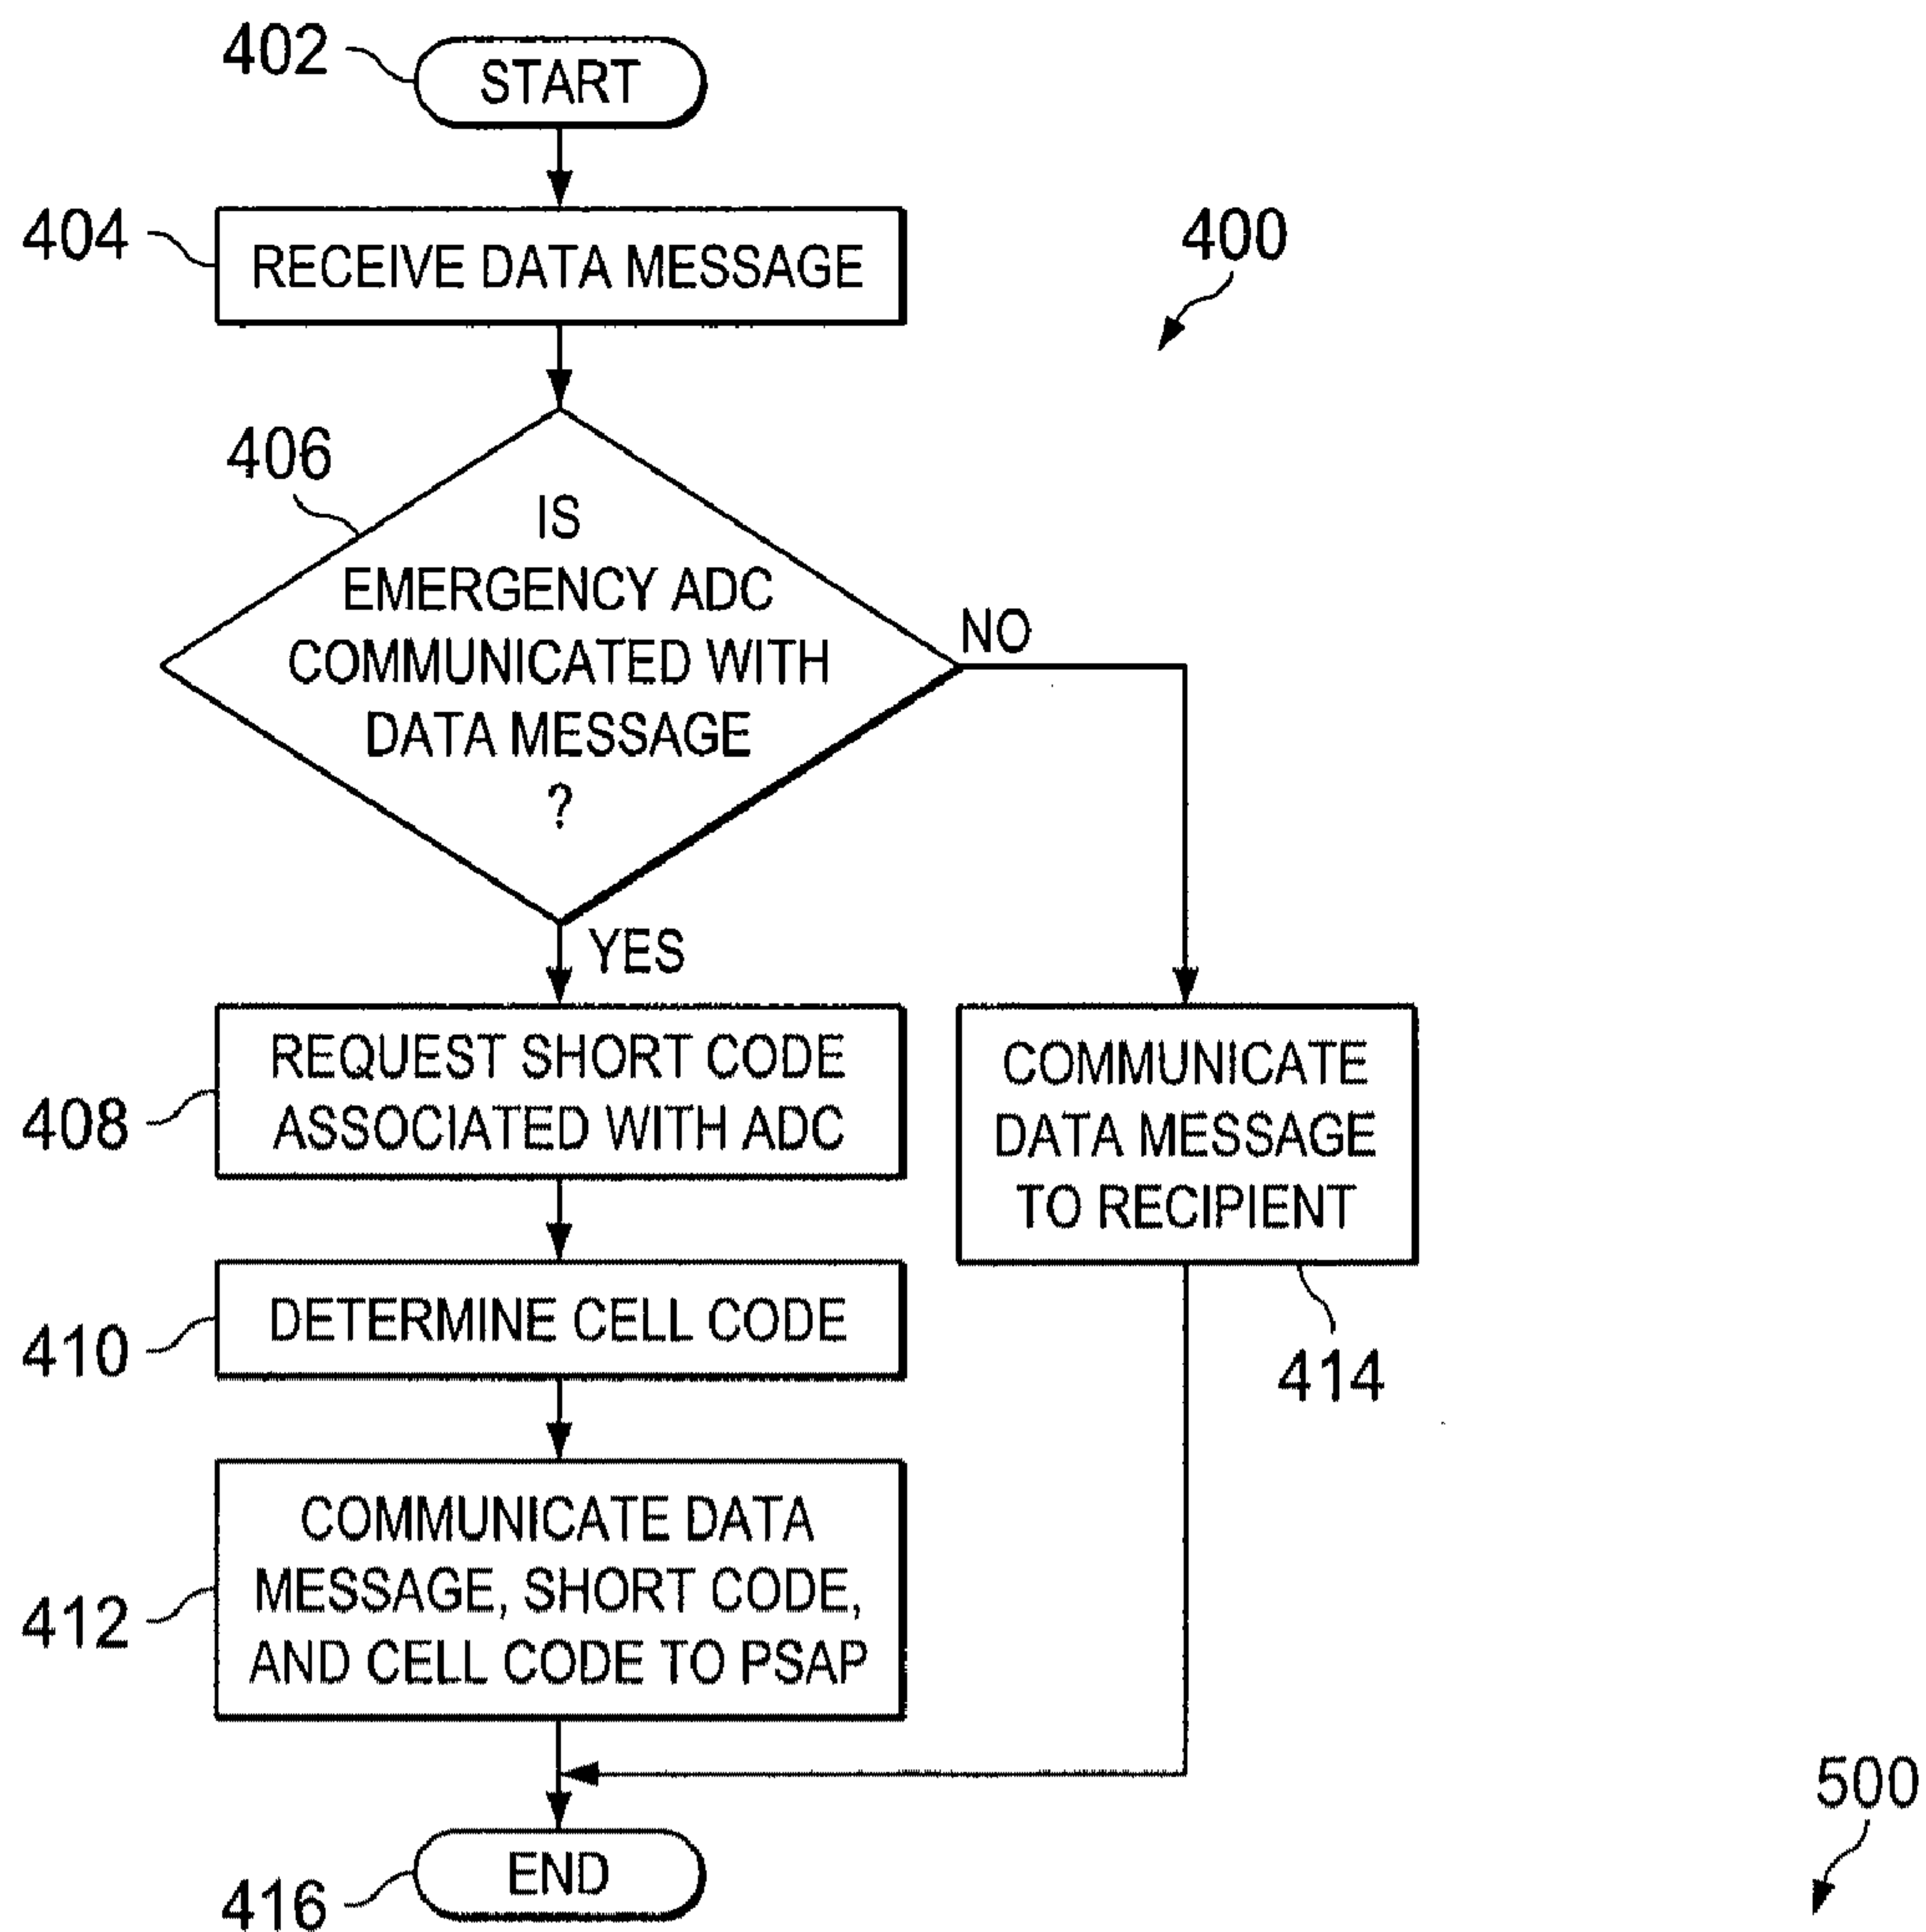 402
START
404
RECEIVE DATA MESSAGE
400
406
IS
EMERGENCY ADC
COMMUNICATED WITH
DATA MESSAGE
?
NO
YES
408
REQUEST SHORT CODE
ASSOCIATED WITH ADC
COMMUNICATE
DATA MESSAGE
TO RECIPIENT
414
410
DETERMINE CELL CODE
412
COMMUNICATE DATA
MESSAGE, SHORT CODE,
AND CELL CODE TO PSAP
416
END
500